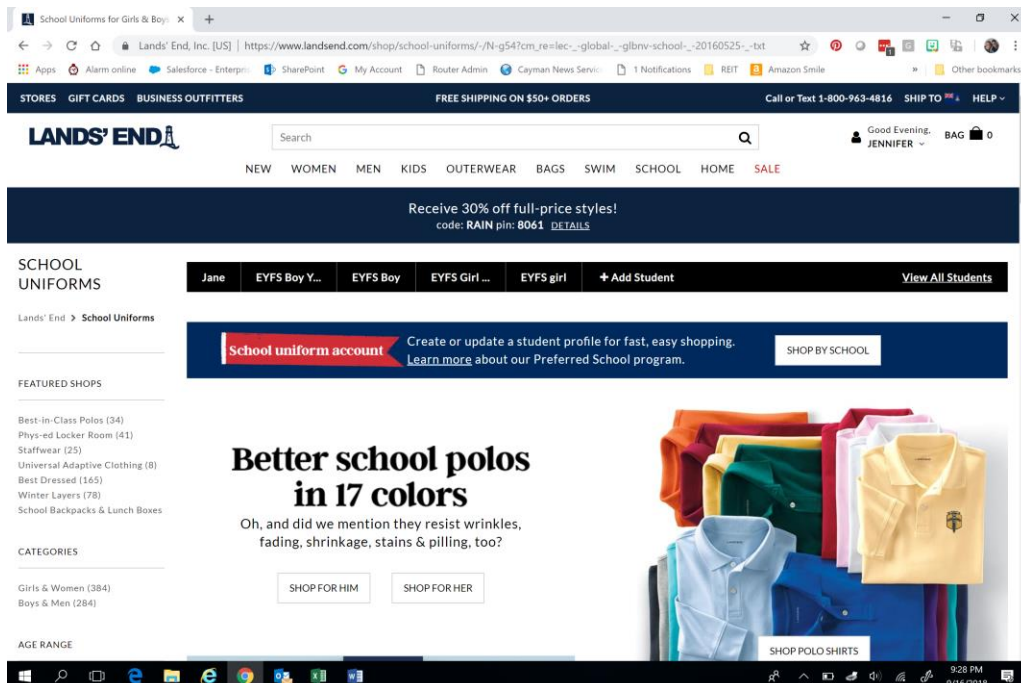 School Uniforms for Girls & Boys
Lands' End, Inc. [US] | https://www.landsend.com/shop/school-uniforms/-/N-g54?cm_re=lec-_-global-_-glbnv-school-_-20160525-_-txt
Apps Alarm online Salesforce - Enterpris SharePoint My Account Router Admin Cayman News Servic 1 Notifications REIT Amazon Smile » Other bookmarks
STORES GIFT CARDS BUSINESS OUTFITTERS FREE SHIPPING ON $50+ ORDERS Call or Text 1-800-963-4816 SHIP TO HELP
LANDS' END Search Good Evening, JENNIFER BAG 0
NEW WOMEN MEN KIDS OUTERWEAR BAGS SWIM SCHOOL HOME SALE
Receive 30% off full-price styles!
code: RAIN pin: 8061 DETAILS
SCHOOL
UNIFORMS
Jane EYFS Boy Y... EYFS Boy EYFS Girl ... EYFS girl + Add Student View All Students
Lands' End > School Uniforms
School uniform account
Create or update a student profile for fast, easy shopping.
Learn more about our Preferred School program.
SHOP BY SCHOOL
FEATURED SHOPS
Best-in-Class Polos (34)
Phys-ed Locker Room (41)
Staffwear (25)
Universal Adaptive Clothing (8)
Best Dressed (165)
Winter Layers (78)
School Backpacks & Lunch Boxes
CATEGORIES
Girls & Women (384)
Boys & Men (284)
AGE RANGE
Better school polos
in 17 colors
Oh, and did we mention they resist wrinkles,
fading, shrinkage, stains & pilling, too?
SHOP FOR HIM SHOP FOR HER
SHOP POLO SHIRTS
9:28 PM